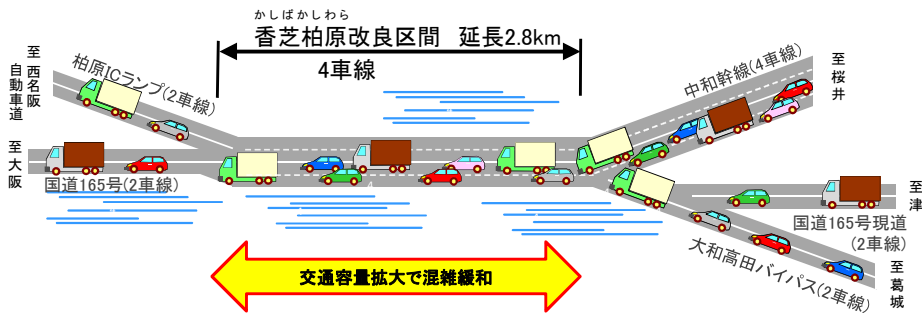 かしばかしわら
香芝柏原改良区間　延長2.8km
4車線
至 西名阪
自動車道
柏原ICランプ(2車線)
至大阪
国道165号(2車線)
中和幹線(4車線)
至桜井
至津
国道165号現道
(2車線)
大和高田バイパス(2車線)
至葛城
4
交通容量拡大で混雑緩和